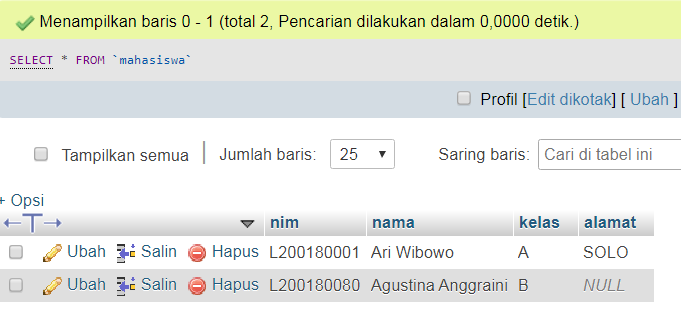 Menampilkan baris 0 - 1 (total 2, Pencarian dilakukan dalam 0,0000 detik.)
SELECT * FROM `mahasiswa`
Profil [Edit dikotak] [ Ubah ]
Tampilkan semua | Jumlah baris: 25 Saring baris: Cari di tabel ini
+ Opsi
←T→ nim nama kelas alamat
Ubah Salin Hapus L200180001 Ari Wibowo A SOLO
Ubah Salin Hapus L200180080 Agustina Anggraini B NULL